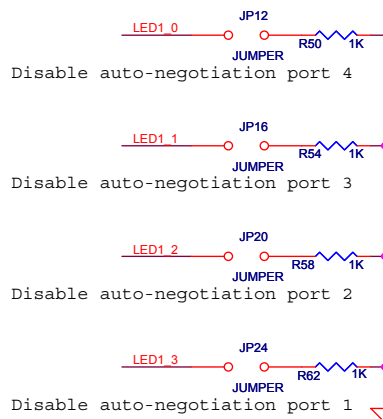 JP12
LED1_0
R50 1K
JUMPER
Disable auto-negotiation port 4
JP16
LED1_1
R54 1K
JUMPER
Disable auto-negotiation port 3
JP20
LED1_2
R58 1K
JUMPER
Disable auto-negotiation port 2
JP24
LED1_3
R62 1K
JUMPER
Disable auto-negotiation port 1